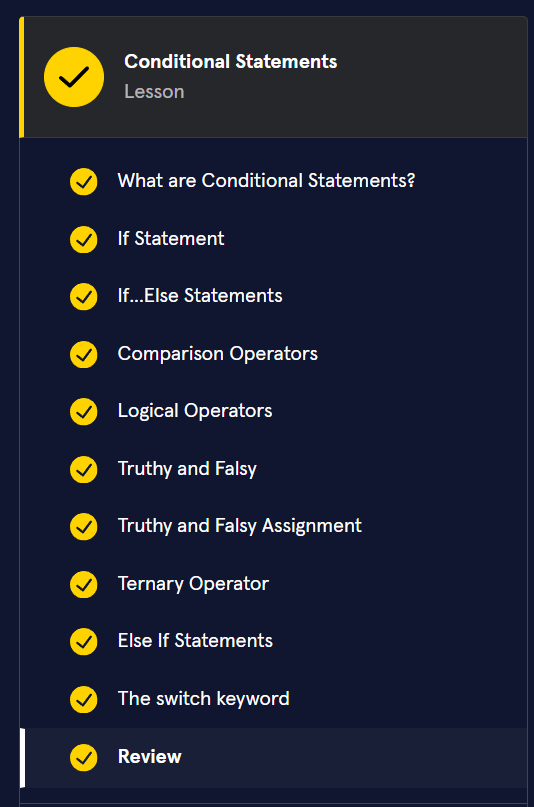 Conditional Statements
Lesson
What are Conditional Statements?
If Statement
If...Else Statements
Comparison Operators
Logical Operators
Truthy and Falsy
Truthy and Falsy Assignment
Ternary Operator
Else If Statements
The switch keyword
Review